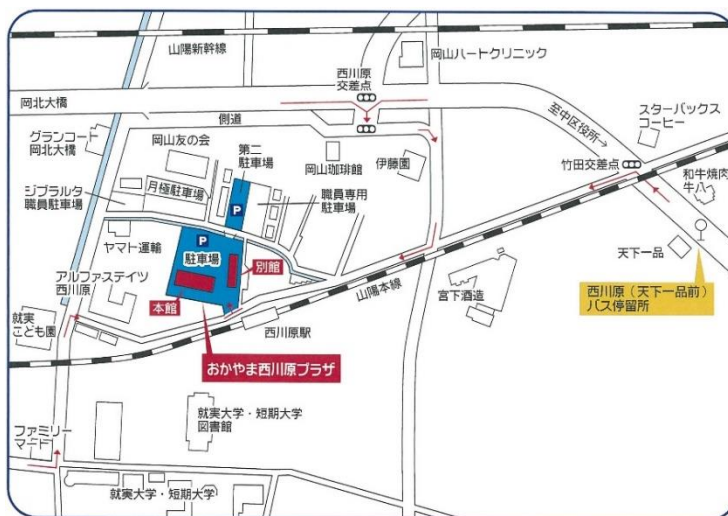 山陽新幹線
岡山ハートクリニック
西川原
交差点
岡北大橋
側道
至中区役所→
スターバックス
コーヒー
グランコート
岡北大橋
岡山友の会
第二
駐車場
岡山珈琲館
伊藤園
竹田交差点
和牛焼肉
牛八
ジブラルタ
職員駐車場
月極駐車場
職員専用
駐車場
P
ヤマト運輸
P
駐車場
別館
天下一品
アルファステイツ
西川原
本館
山陽本線
宮下酒造
西川原（天下一品前）
バス停留所
就実
こども園
西川原駅
おかやま西川原プラザ
就実大学・短期大学
図書館
ファミリー
マート
就実大学・短期大学